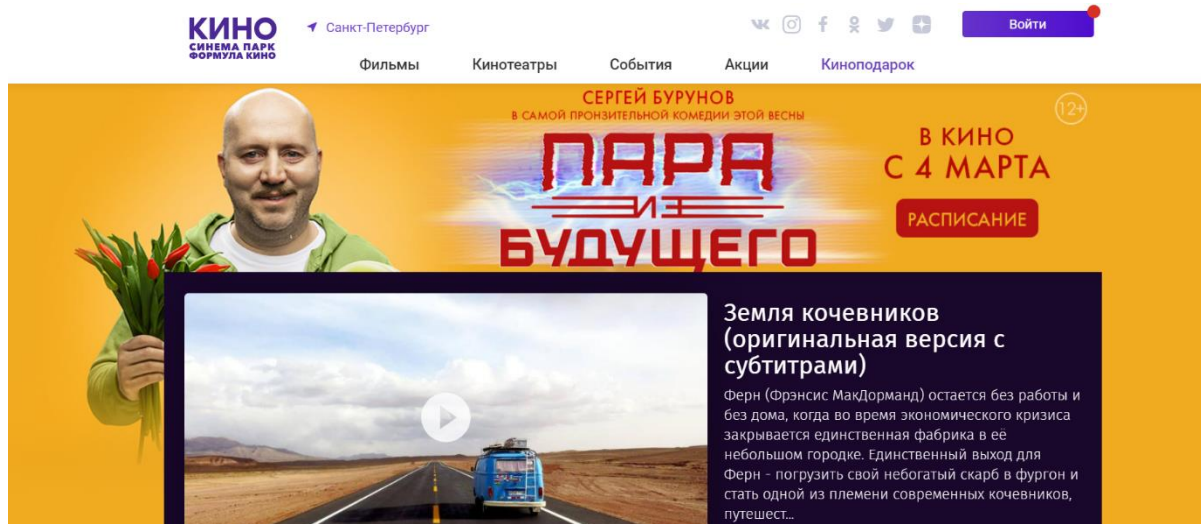 КИНО
СИНЕМА ПАРК
ФОРМУЛА КИНО
Санкт-Петербург
Войти
Фильмы Кинотеатры События Акции Киноподарок
СЕРГЕЙ БУРУНОВ
В САМОЙ ПРОНЗИТЕЛЬНОЙ КОМЕДИИ ЭТОЙ ВЕСНЫ
ПАРА
ИЗ
БУДУЩЕГО
12+
В КИНО
С 4 МАРТА
РАСПИСАНИЕ
Земля кочевников
(оригинальная версия с
субтитрами)
Ферн (Фрэнсис МакДорманд) остается без работы и
без дома, когда во время экономического кризиса
закрывается единственная фабрика в её
небольшом городке. Единственный выход для
Ферн - погрузить свой небогатый скарб в фургон и
стать одной из племени современных кочевников,
путешест...